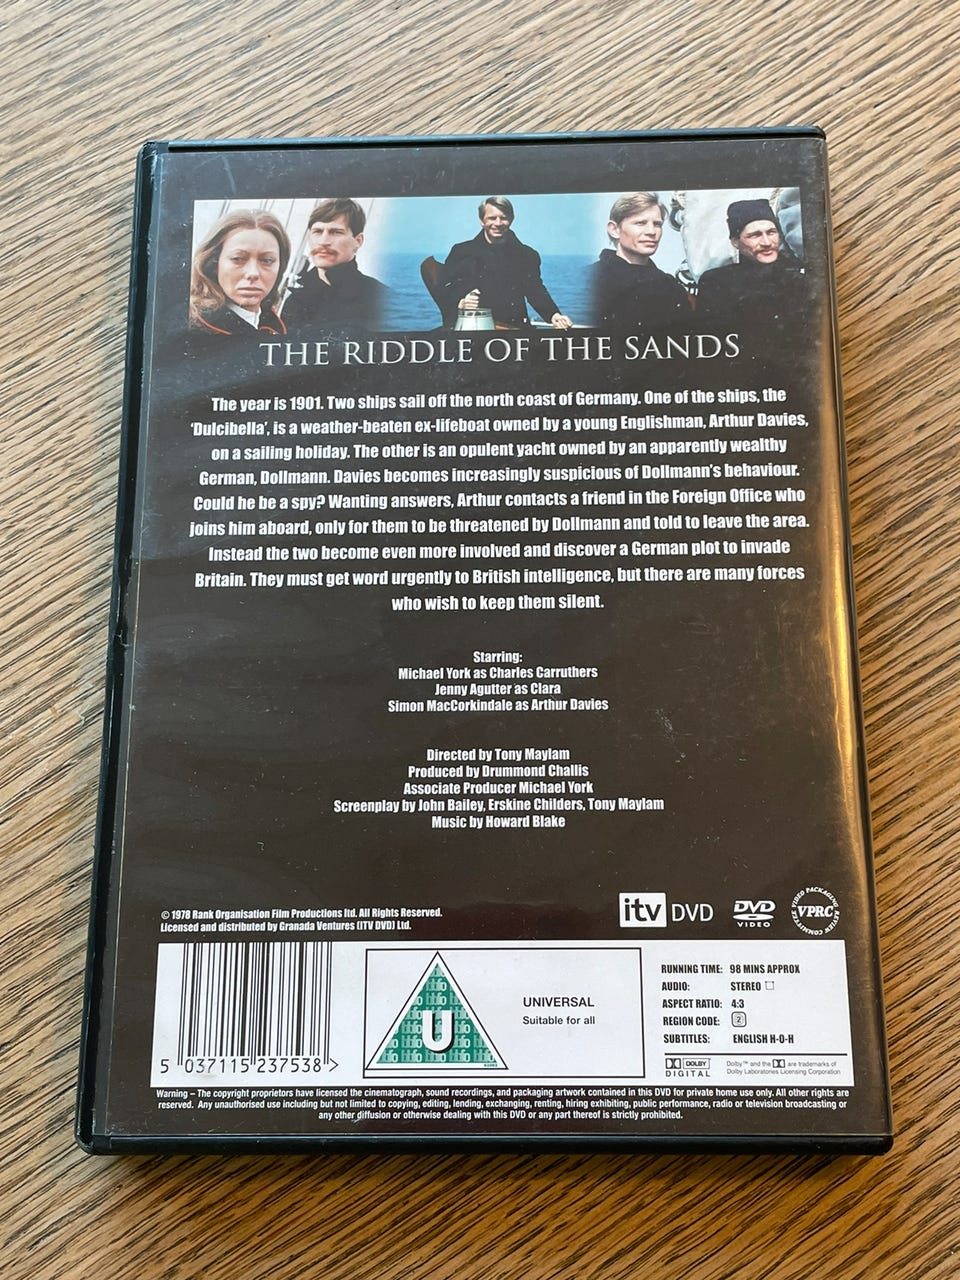 THE RIDDLE OF THE SANDS
The year is 1901. Two ships sail off the north coast of Germany. One of the ships, the
'Dulcibella', is a weather-beaten ex-lifeboat owned by a young Englishman, Arthur Davies,
on a sailing holiday. The other is an opulent yacht owned by an apparently wealthy
German, Dollmann. Davies becomes increasingly suspicious of Dollmann's behaviour.
Could he be a spy? Wanting answers, Arthur contacts a friend in the Foreign Office who
joins him aboard, only for them to be threatened by Dollmann and told to leave the area.
Instead the two become even more involved and discover a German plot to invade
Britain. They must get word urgently to British intelligence, but there are many forces
who wish to keep them silent.
Starring:
Michael York as Charles Carruthers
Jenny Agutter as Clara
Simon MacCorkindale as Arthur Davies
Directed by Tony Maylam
Produced by Drummond Challis
Associate Producer Michael York
Screenplay by John Bailey, Erskine Childers, Tony Maylam
Music by Howard Blake
© 1978 Rank Organisation Film Productions ltd. All Rights Reserved.
Licensed and distributed by Granada Ventures (ITV DVD) Ltd.
itv DVD
DVD VIDEO
VIDEO PACKAGING REVIEW COMMITTEE VPRC
5 037115 237538 >
U
UNIVERSAL
Suitable for all
RUNNING TIME: 98 MINS APPROX
AUDIO: STEREO
ASPECT RATIO: 4:3
REGION CODE: 2
SUBTITLES: ENGLISH H-O-H
DOLBY DIGITAL
Dolby™ and the are trademarks of
Dolby Laboratories Licensing Corporation
Warning – The copyright proprietors have licensed the cinematograph, sound recordings, and packaging artwork contained in this DVD for private home use only. All other rights are
reserved. Any unauthorised use including but not limited to copying, editing, lending, exchanging, renting, hiring exhibiting, public performance, radio or television broadcasting or
any other diffusion or otherwise dealing with this DVD or any part thereof is strictly prohibited.